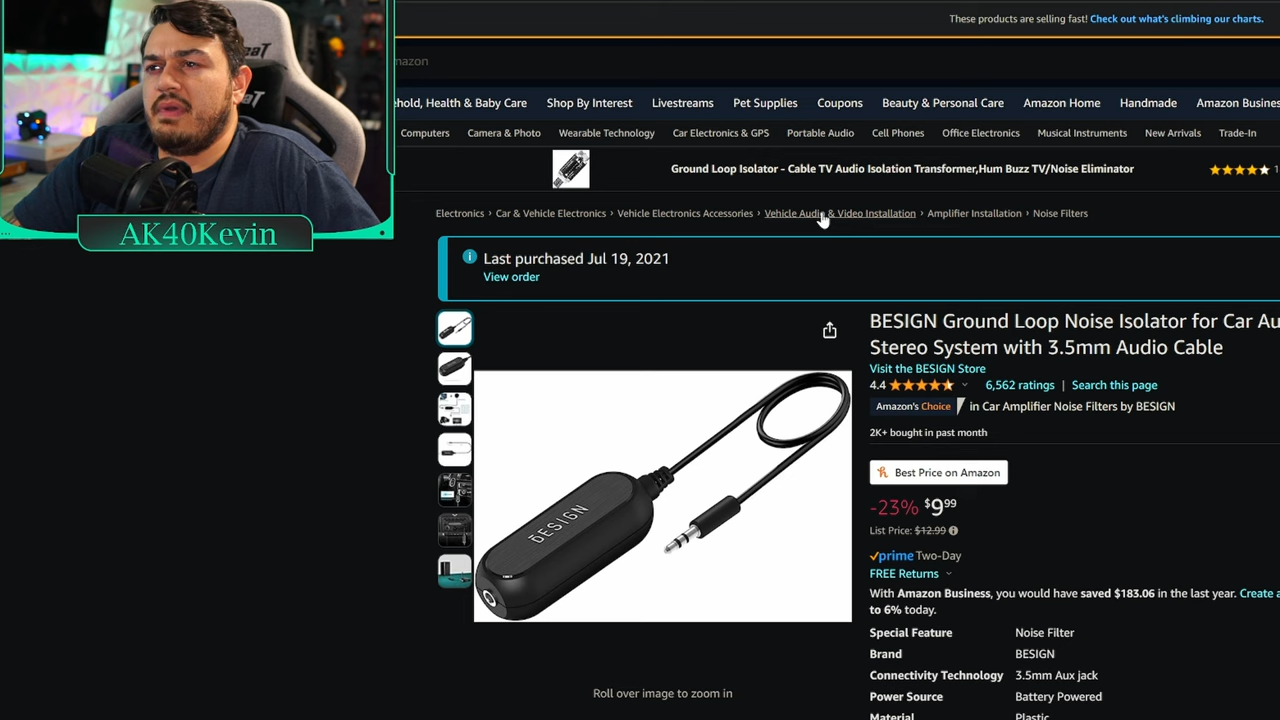 These products are selling fast! Check out what's climbing our charts.
mazon
ehold, Health & Baby Care Shop By Interest Livestreams Pet Supplies Coupons Beauty & Personal Care Amazon Home Handmade Amazon Busine
Computers Camera & Photo Wearable Technology Car Electronics & GPS Portable Audio Cell Phones Office Electronics Musical Instruments New Arrivals Trade-In
Ground Loop Isolator - Cable TV Audio Isolation Transformer,Hum Buzz TV/Noise Eliminator
AK40Kevin
Electronics › Car & Vehicle Electronics › Vehicle Electronics Accessories › Vehicle Audio & Video Installation › Amplifier Installation › Noise Filters
Last purchased Jul 19, 2021
View order
BESIGN Ground Loop Noise Isolator for Car Au
Stereo System with 3.5mm Audio Cable
Visit the BESIGN Store
4.4 6,562 ratings | Search this page
Amazon's Choice in Car Amplifier Noise Filters by BESIGN
2K+ bought in past month
Best Price on Amazon
-23% $999
List Price: $12.99
prime Two-Day
FREE Returns
With Amazon Business, you would have saved $183.06 in the last year. Create a
to 6% today.
Special Feature Noise Filter
Brand BESIGN
Connectivity Technology 3.5mm Aux jack
Power Source Battery Powered
Material Plastic
BESIGN
Roll over image to zoom in